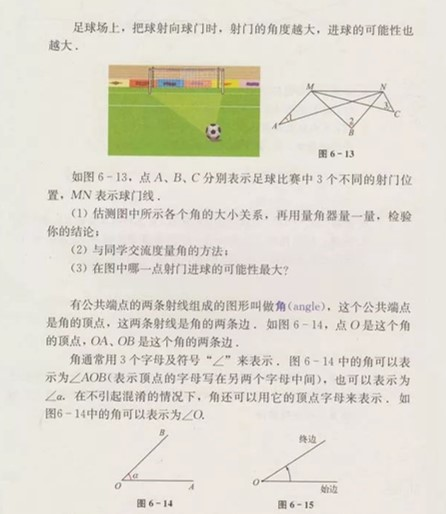 足球场上，把球射向球门时，射门的角度越大，进球的可能性也
越大.
M N
A 1 2 3 C
B
图 6-13
如图 6-13，点 A、B、C 分别表示足球比赛中 3 个不同的射门位
置，MN 表示球门线.
(1) 估测图中所示各个角的大小关系，再用量角器量一量，检验
你的结论;
(2) 与同学交流度量角的方法;
(3) 在图中哪一点射门进球的可能性最大?
有公共端点的两条射线组成的图形叫做角(angle)，这个公共端点
是角的顶点，这两条射线是角的两条边. 如图 6-14，点 O 是这个角
的顶点，OA、OB 是这个角的两条边.
角通常用 3 个字母及符号“∠”来表示. 图 6-14 中的角可以表
示为∠AOB(表示顶点的字母写在另两个字母中间)，也可以表示为
∠α. 在不引起混淆的情况下，角还可以用它的顶点字母来表示. 如
图6-14中的角可以表示为∠O.
B
O α A
图 6-14
终边
O
始边
图 6-15